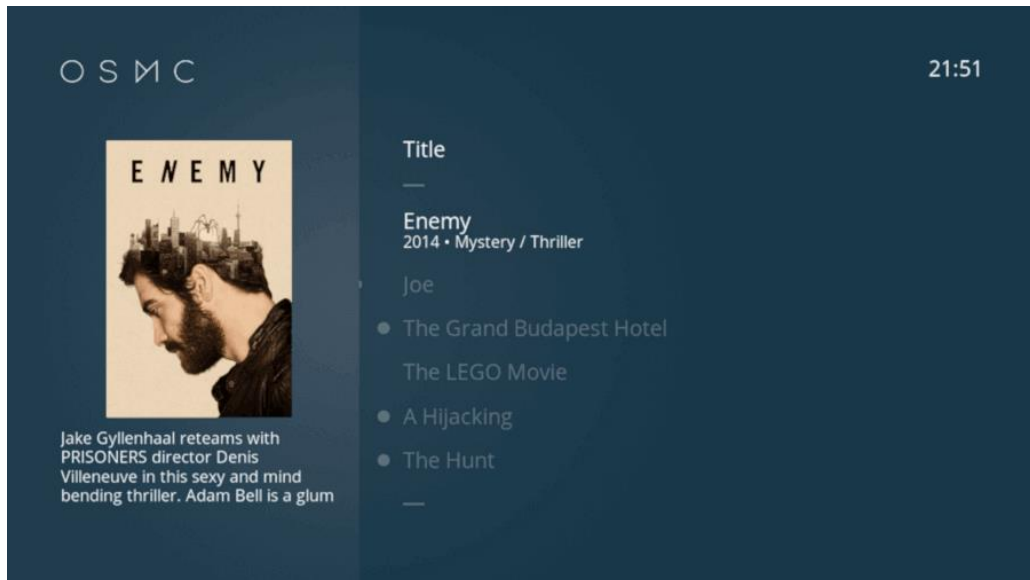 OSMC
21:51
ENEMY
Jake Gyllenhaal reteams with
PRISONERS director Denis
Villeneuve in this sexy and mind
bending thriller. Adam Bell is a glum
Title
Enemy
2014 • Mystery / Thriller
Joe
The Grand Budapest Hotel
The LEGO Movie
A Hijacking
The Hunt